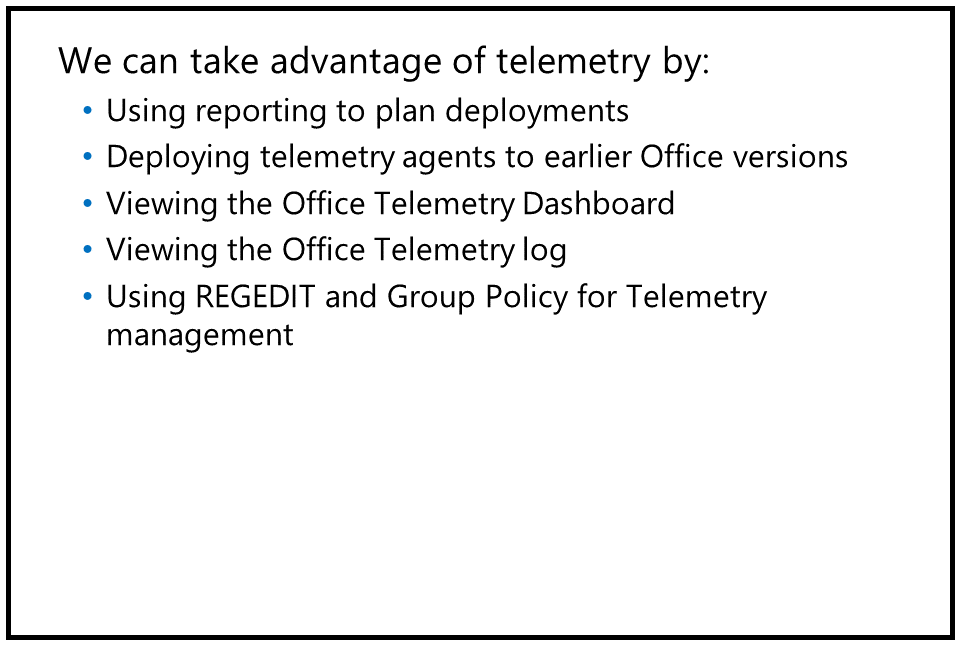 We can take advantage of telemetry by:
• Using reporting to plan deployments
• Deploying telemetry agents to earlier Office versions
• Viewing the Office Telemetry Dashboard
• Viewing the Office Telemetry log
• Using REGEDIT and Group Policy for Telemetry
management